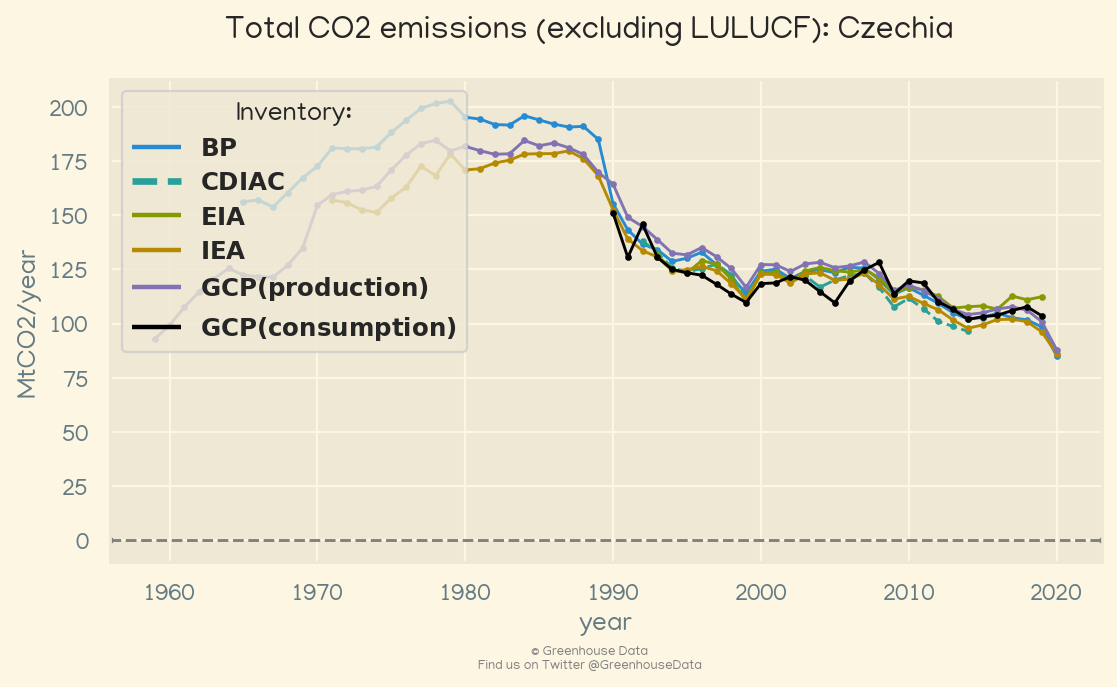 Total CO2 emissions (excluding LULUCF): Czechia
Inventory:
BP
CDIAC
EIA
IEA
GCP(production)
GCP(consumption)
MtCO2/year
200
175
150
125
100
75
50
25
0
1960 1970 1980 1990 2000 2010 2020
year
© Greenhouse Data
Find us on Twitter @GreenhouseData